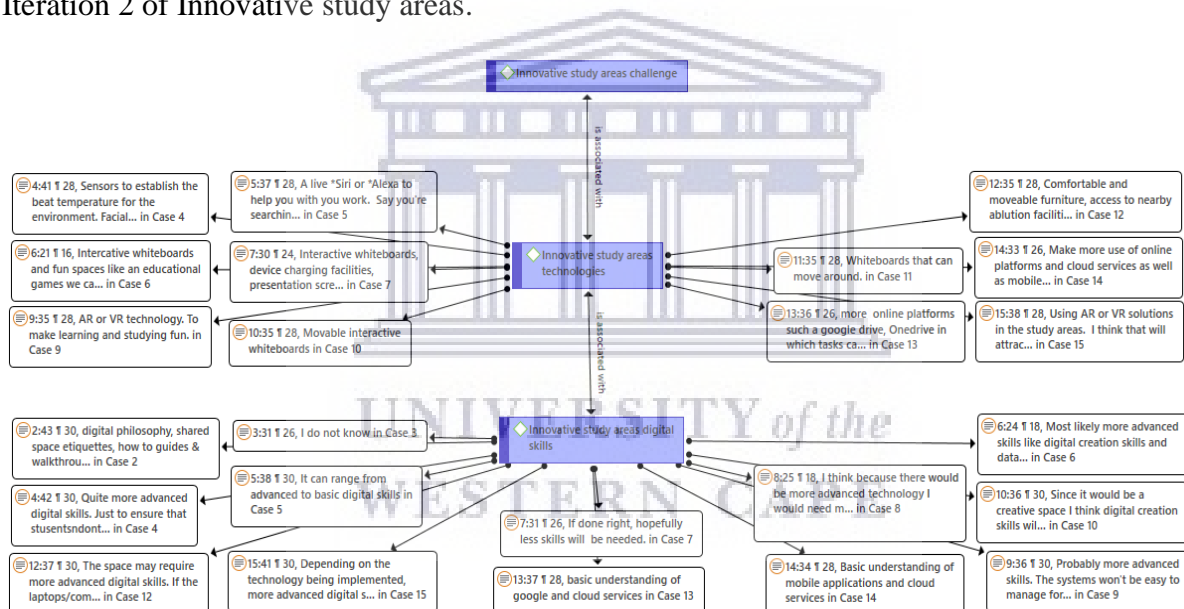 Iteration 2 of Innovative study areas.
Innovative study areas challenge
is associated with
4:41 ¶ 28, Sensors to establish the
beat temperature for the
environment. Facial... in Case 4
5:37 ¶ 28, A live *Siri or *Alexa to
help you with you work. Say you're
searchin... in Case 5
6:21 ¶ 16, Intercative whiteboards
and fun spaces like an educational
games we ca... in Case 6
7:30 ¶ 24, Interactive whiteboards,
device charging facilities,
presentation scre... in Case 7
9:35 ¶ 28, AR or VR technology. To
make learning and studying fun. in
Case 9
10:35 ¶ 28, Movable interactive
whiteboards in Case 10
Innovative study areas
technologies
11:35 ¶ 28, Whiteboards that can
move around. in Case 11
12:35 ¶ 28, Comfortable and
moveable furniture, access to nearby
ablution faciliti... in Case 12
14:33 ¶ 26, Make more use of online
platforms and cloud services as well
as mobile... in Case 14
13:36 ¶ 26, more online platforms
such a google drive, Onedrive in
which tasks ca... in Case 13
15:38 ¶ 28, Using AR or VR solutions
in the study areas. I think that will
attrac... in Case 15
is associated with
UNIVERSITY of the
WESTERN CAPE
Innovative study areas digital
skills
2:43 ¶ 30, digital philosophy, shared
space etiquettes, how to guides &
walkthrou... in Case 2
3:31 ¶ 26, I do not know in Case 3
4:42 ¶ 30, Quite more advanced
digital skills. Just to ensure that
stusentsndont... in Case 4
5:38 ¶ 30, It can range from
advanced to basic digital skills in
Case 5
12:37 ¶ 30, The space may require
more advanced digital skills. If the
laptops/com... in Case 12
15:41 ¶ 30, Depending on the
technology being implemented,
more advanced digital s... in Case 15
7:31 ¶ 26, If done right, hopefully
less skills will be needed. in Case 7
13:37 ¶ 28, basic understanding of
google and cloud services in Case 13
8:25 ¶ 18, I think because there would
be more advanced technology I
would need m... in Case 8
14:34 ¶ 28, Basic understanding of
mobile applications and cloud
services in Case 14
6:24 ¶ 18, Most likely more advanced
skills like digital creation skills and
data... in Case 6
10:36 ¶ 30, Since it would be a
creative space I think digital creation
skills wil... in Case 10
9:36 ¶ 30, Probably more advanced
skills. The systems won't be easy to
manage for... in Case 9